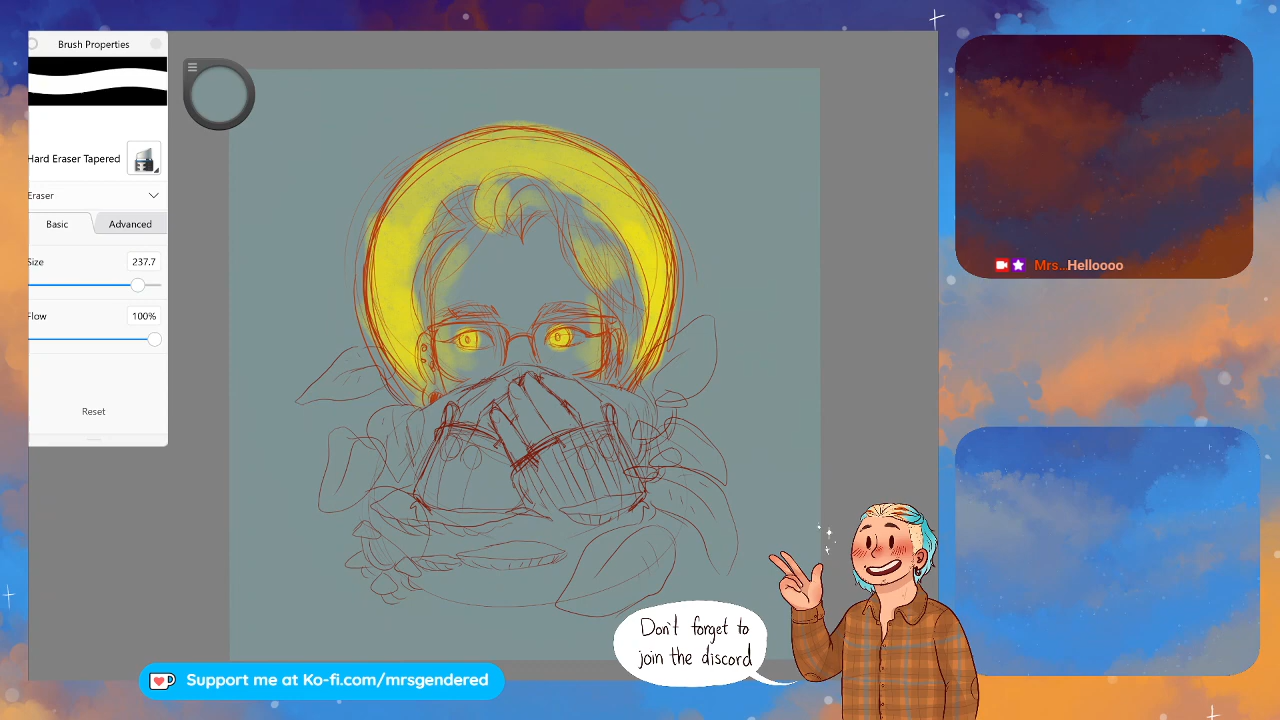 Brush Properties
Hard Eraser Tapered
Eraser
Basic
Advanced
Size
237.7
Flow
100%
Reset
Mrs...Helloooo
Don't forget to
join the discord
Support me at Ko-fi.com/mrsgendered